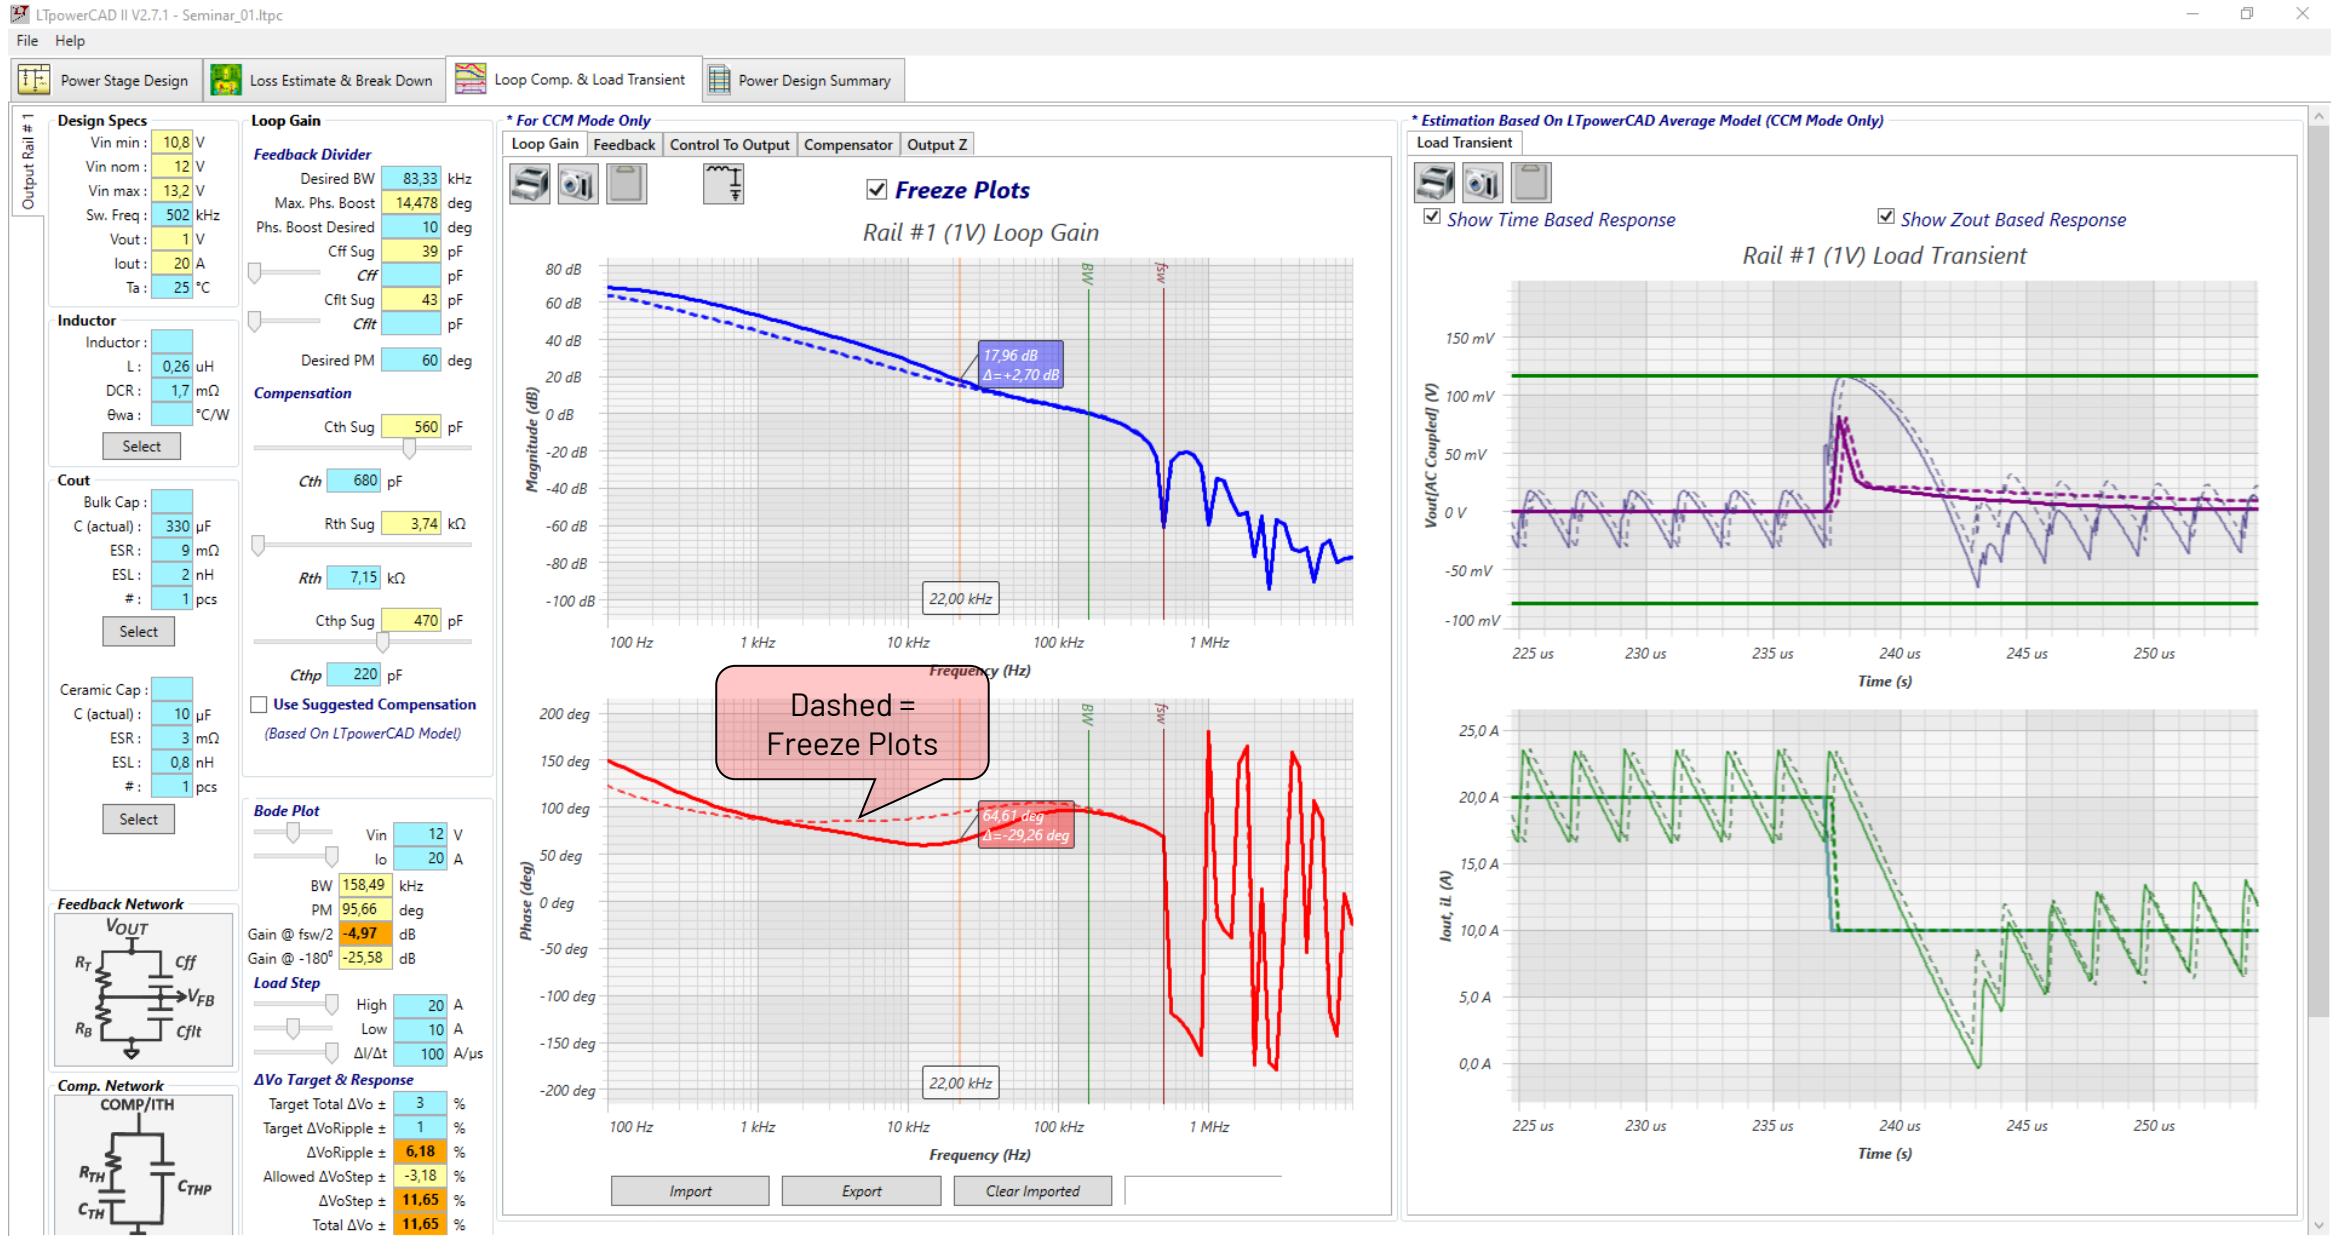 LTpowerCAD II V2.7.1 - Seminar_01.ltpc
File Help
Power Stage Design
Loss Estimate & Break Down
Loop Comp. & Load Transient
Power Design Summary
Output Rail # 1
Design Specs
Vin min : 10,8 V
Vin nom : 12 V
Vin max : 13,2 V
Sw. Freq : 502 kHz
Vout : 1 V
Iout : 20 A
Ta : 25 °C
Inductor
Inductor :
L : 0,26 uH
DCR : 1,7 mΩ
θwa : °C/W
Select
Cout
Bulk Cap :
C (actual) : 330 µF
ESR : 9 mΩ
ESL : 2 nH
# : 1 pcs
Select
Ceramic Cap :
C (actual) : 10 µF
ESR : 3 mΩ
ESL : 0,8 nH
# : 1 pcs
Select
Feedback Network
VOUT
RT
Cff
VFB
RB
Cflt
Comp. Network
COMP/ITH
RTH
CTHP
CTH
Loop Gain
Feedback Divider
Desired BW 83,33 kHz
Max. Phs. Boost 14,478 deg
Phs. Boost Desired 10 deg
Cff Sug 39 pF
Cff pF
Cflt Sug 43 pF
Cflt pF
Desired PM 60 deg
Compensation
Cth Sug 560 pF
Cth 680 pF
Rth Sug 3,74 kΩ
Rth 7,15 kΩ
Cthp Sug 470 pF
Cthp 220 pF
Use Suggested Compensation
(Based On LTpowerCAD Model)
Bode Plot
Vin 12 V
Io 20 A
BW 158,49 kHz
PM 95,66 deg
Gain @ fsw/2 -4,97 dB
Gain @ -180° -25,58 dB
Load Step
High 20 A
Low 10 A
ΔI/Δt 100 A/µs
ΔVo Target & Response
Target Total ΔVo ± 3 %
Target ΔVoRipple ± 1 %
ΔVoRipple ± 6,18 %
Allowed ΔVoStep ± -3,18 %
ΔVoStep ± 11,65 %
Total ΔVo ± 11,65 %
* For CCM Mode Only
Loop Gain Feedback Control To Output Compensator Output Z
Freeze Plots
Rail #1 (1V) Loop Gain
Magnitude (dB)
80 dB
60 dB
40 dB
20 dB
0 dB
-20 dB
-40 dB
-60 dB
-80 dB
-100 dB
BW
fsw
17,96 dB
Δ=+2,70 dB
22,00 kHz
100 Hz 1 kHz 10 kHz 100 kHz 1 MHz
Frequency (Hz)
Dashed =
Freeze Plots
Phase (deg)
200 deg
150 deg
100 deg
50 deg
0 deg
-50 deg
-100 deg
-150 deg
-200 deg
BW
fsw
64,61 deg
Δ=-29,26 deg
22,00 kHz
100 Hz 1 kHz 10 kHz 100 kHz 1 MHz
Frequency (Hz)
Import Export Clear Imported
* Estimation Based On LTpowerCAD Average Model (CCM Mode Only)
Load Transient
Show Time Based Response
Show Zout Based Response
Rail #1 (1V) Load Transient
Vout[AC Coupled] (V)
150 mV
100 mV
50 mV
0 V
-50 mV
-100 mV
225 us 230 us 235 us 240 us 245 us 250 us
Time (s)
Iout, iL (A)
25,0 A
20,0 A
15,0 A
10,0 A
5,0 A
0,0 A
225 us 230 us 235 us 240 us 245 us 250 us
Time (s)